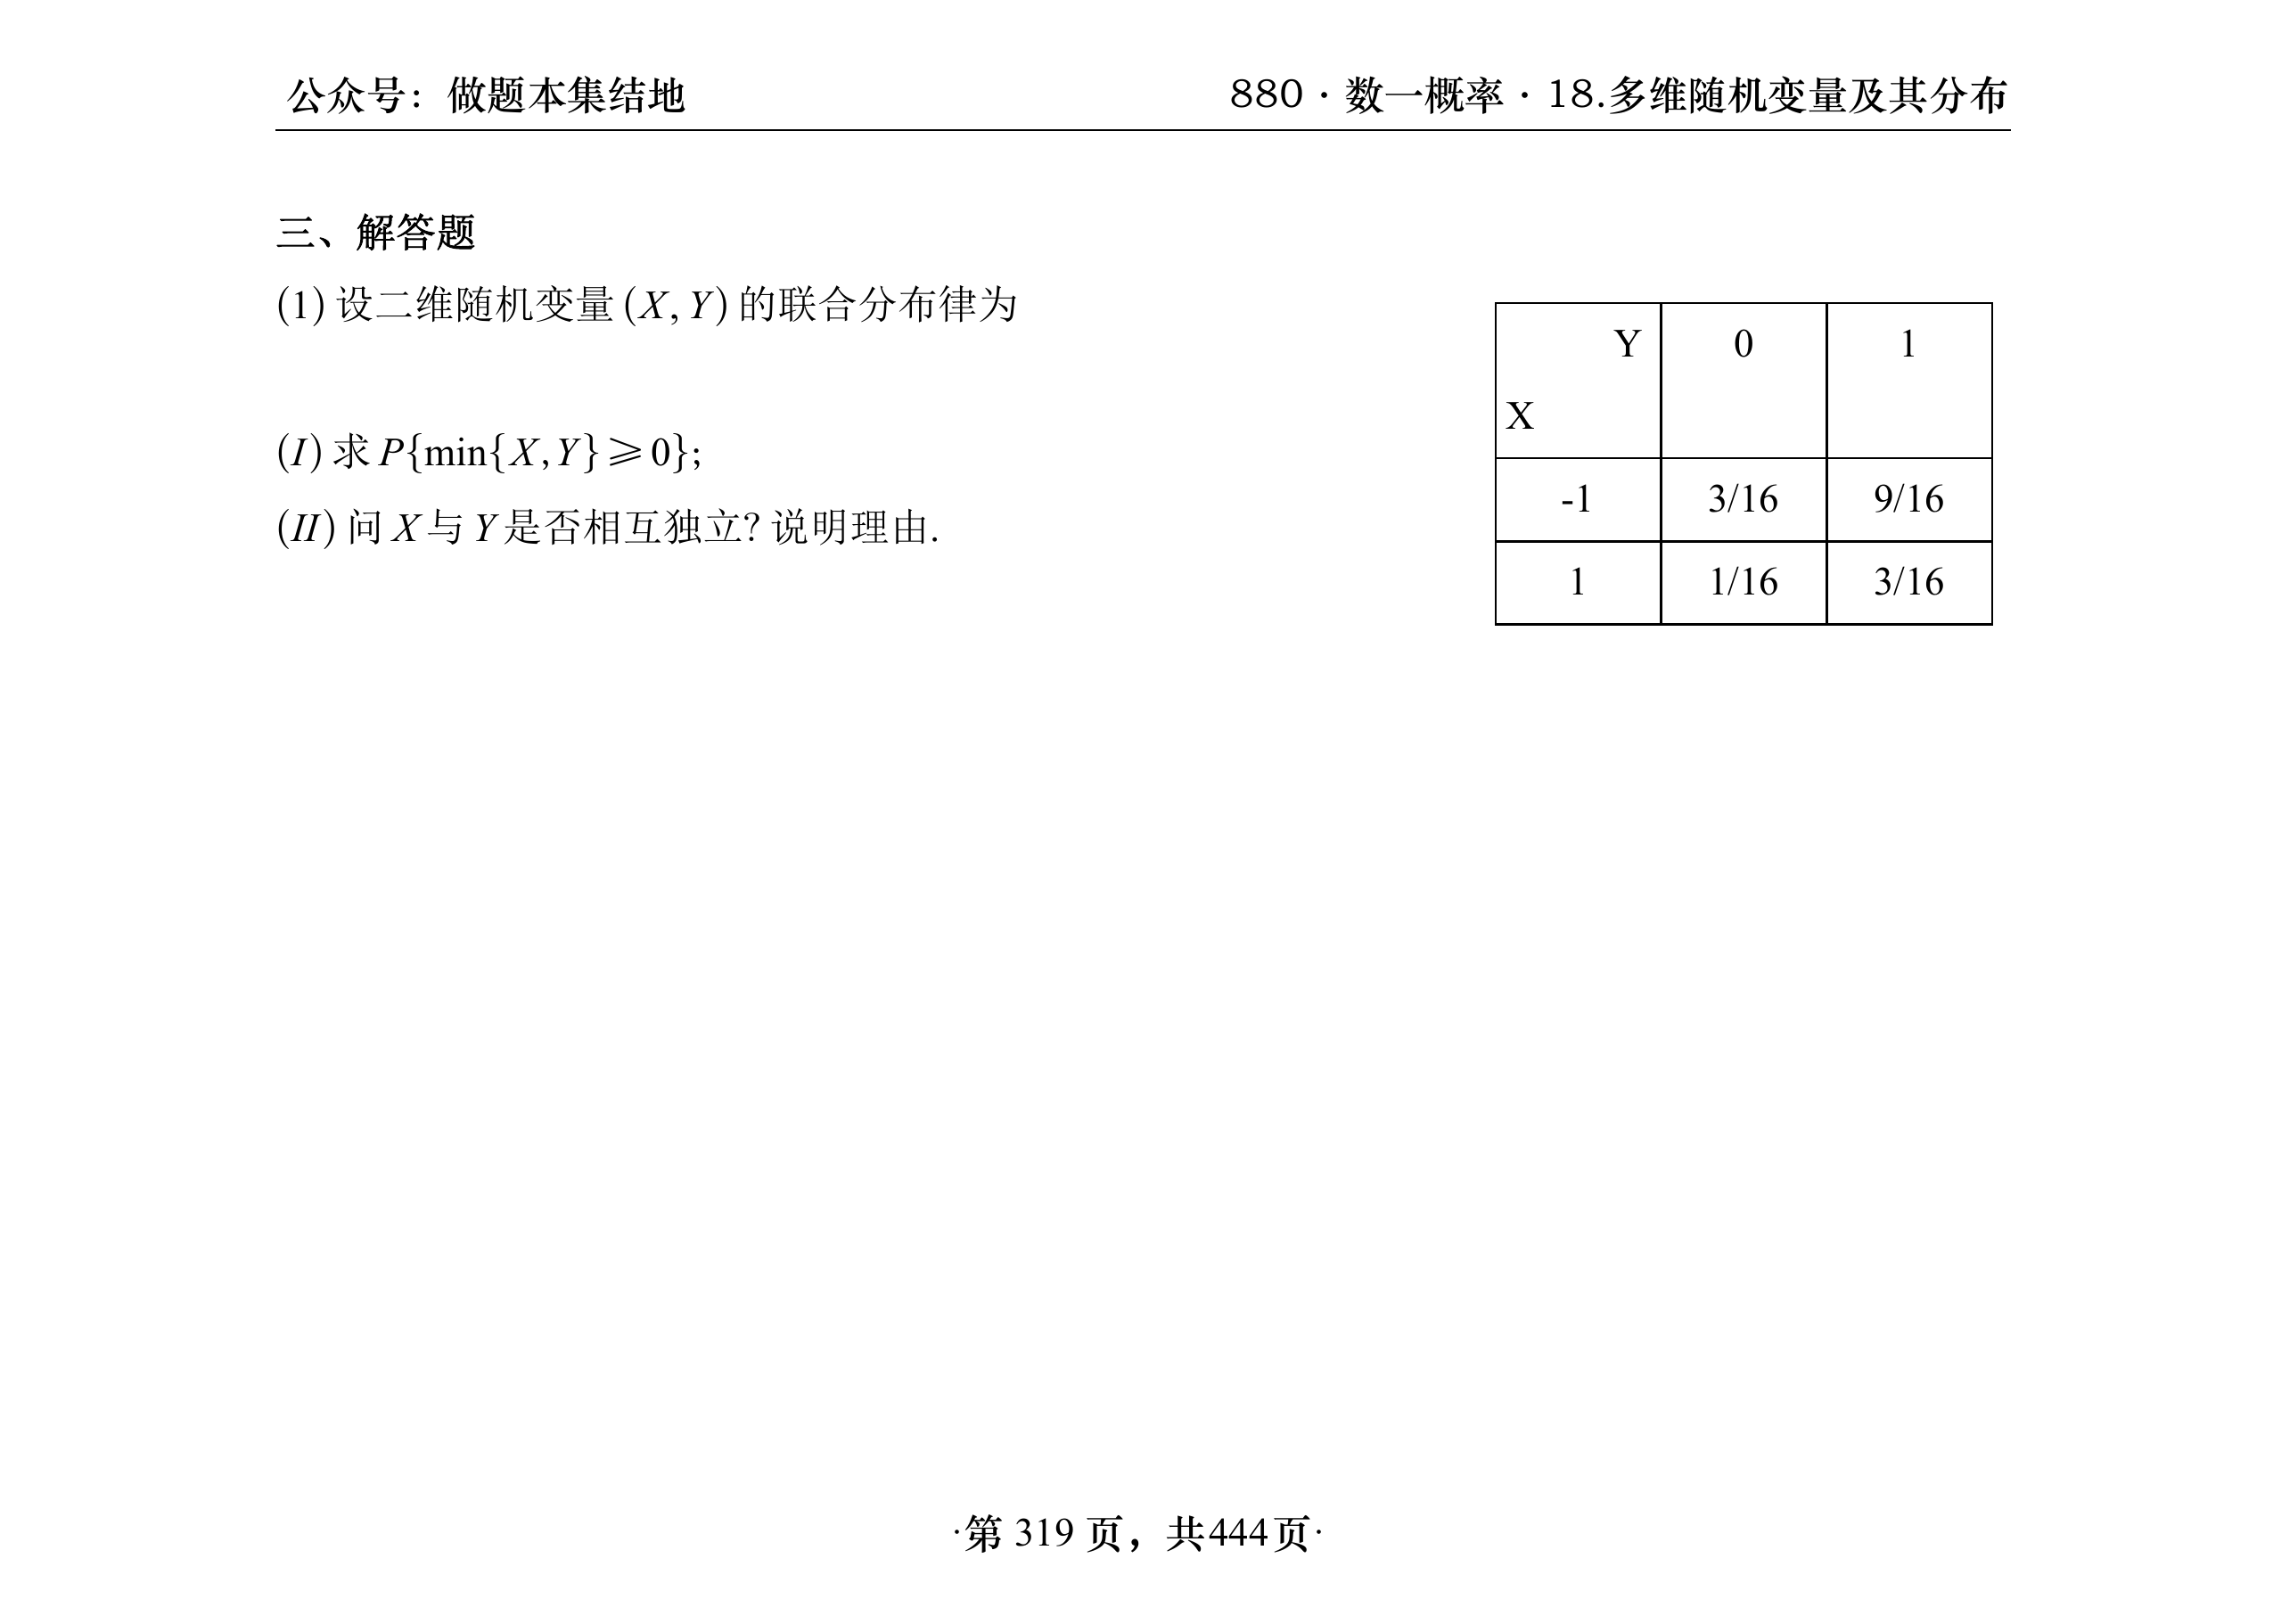 公众号：做题本集结地
880·数一概率·18.多维随机变量及其分布
三、解答题
(1) 设二维随机变量 (X, Y) 的联合分布律为
Y 0 1
X
-1 3/16 9/16
1 1/16 3/16
(I) 求 P{min{X,Y}⩾0};
(II) 问 X 与 Y 是否相互独立? 说明理由.
·第 319 页，共444页·